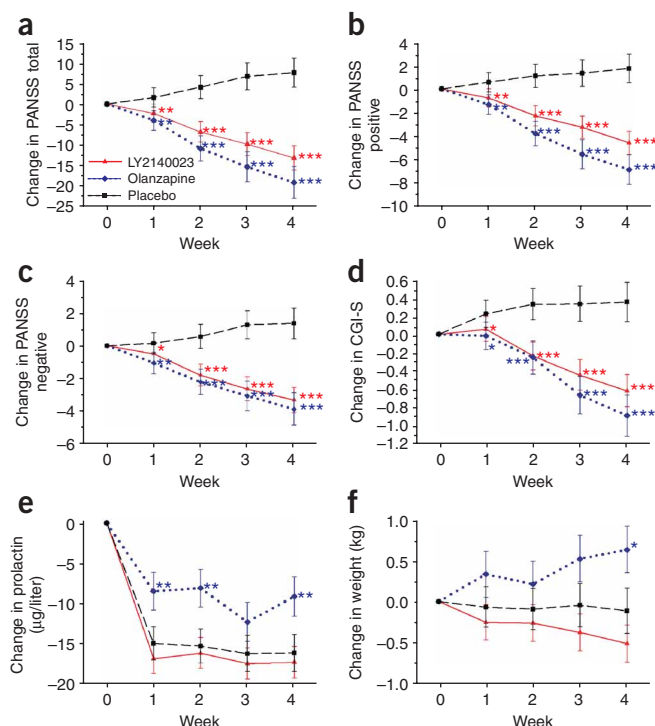 a
Change in PANSS total
15
10
5
0
−5
−10
−15
−20
−25
** *** *** ***
** *** *** ***
LY2140023
Olanzapine
Placebo
0 1 2 3 4
Week
b
Change in PANSS
positive
4
2
0
−2
−4
−6
−8
−10
** *** *** ***
** *** *** ***
0 1 2 3 4
Week
c
Change in PANSS
negative
6
4
2
0
−2
−4
−6
* *** *** ***
** *** *** ***
0 1 2 3 4
Week
d
Change in CGI-S
0.6
0.4
0.2
0.0
−0.2
−0.4
−0.6
−0.8
−1.0
−1.2
* *** *** ***
* *** *** ***
0 1 2 3 4
Week
e
Change in prolactin
(µg/liter)
0
−5
−10
−15
−20
** ** **
0 1 2 3 4
Week
f
Change in weight (kg)
1.0
0.5
0.0
−0.5
−1.0
*
0 1 2 3 4
Week